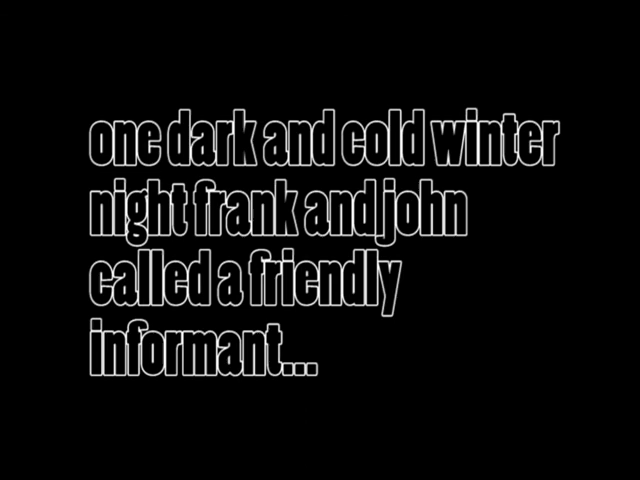 one dark and cold winter
night frank and john
called a friendly
informant...